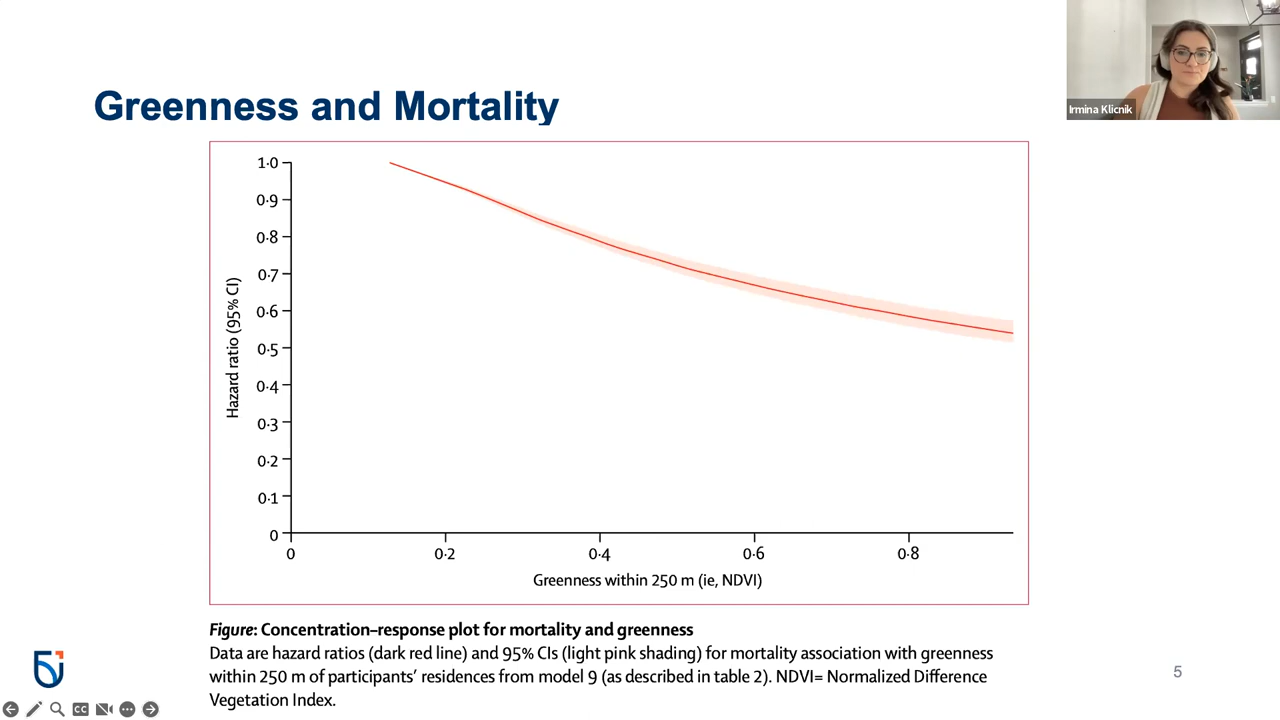 Irmina Klicnik
Greenness and Mortality
1·0
0·9
0·8
0·7
0·6
0·5
0·4
0·3
0·2
0·1
0
Hazard ratio (95% CI)
0 0·2 0·4 0·6 0·8
Greenness within 250 m (ie, NDVI)
Figure: Concentration–response plot for mortality and greenness
Data are hazard ratios (dark red line) and 95% CIs (light pink shading) for mortality association with greenness
within 250 m of participants’ residences from model 9 (as described in table 2). NDVI= Normalized Difference
Vegetation Index.
5
CC